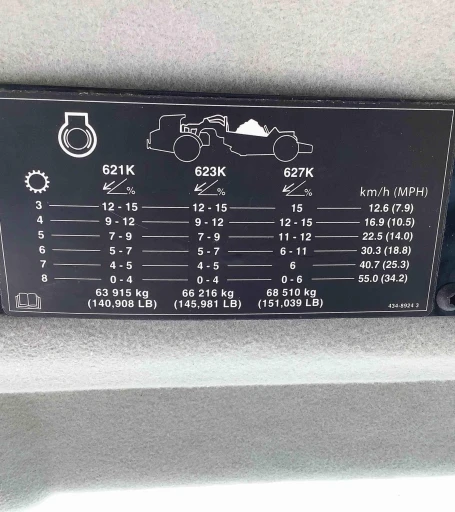 621K 623K 627K
% % % km/h (MPH)
3 12 - 15 12 - 15 15 12.6 (7.9)
4 9 - 12 9 - 12 12 - 15 16.9 (10.5)
5 7 - 9 7 - 9 11 - 12 22.5 (14.0)
6 5 - 7 5 - 7 6 - 11 30.3 (18.8)
7 4 - 5 4 - 5 6 40.7 (25.3)
8 0 - 4 0 - 4 0 - 6 55.0 (34.2)
63 915 kg 66 216 kg 68 510 kg
(140,908 LB) (145,981 LB) (151,039 LB) 434-8924 3